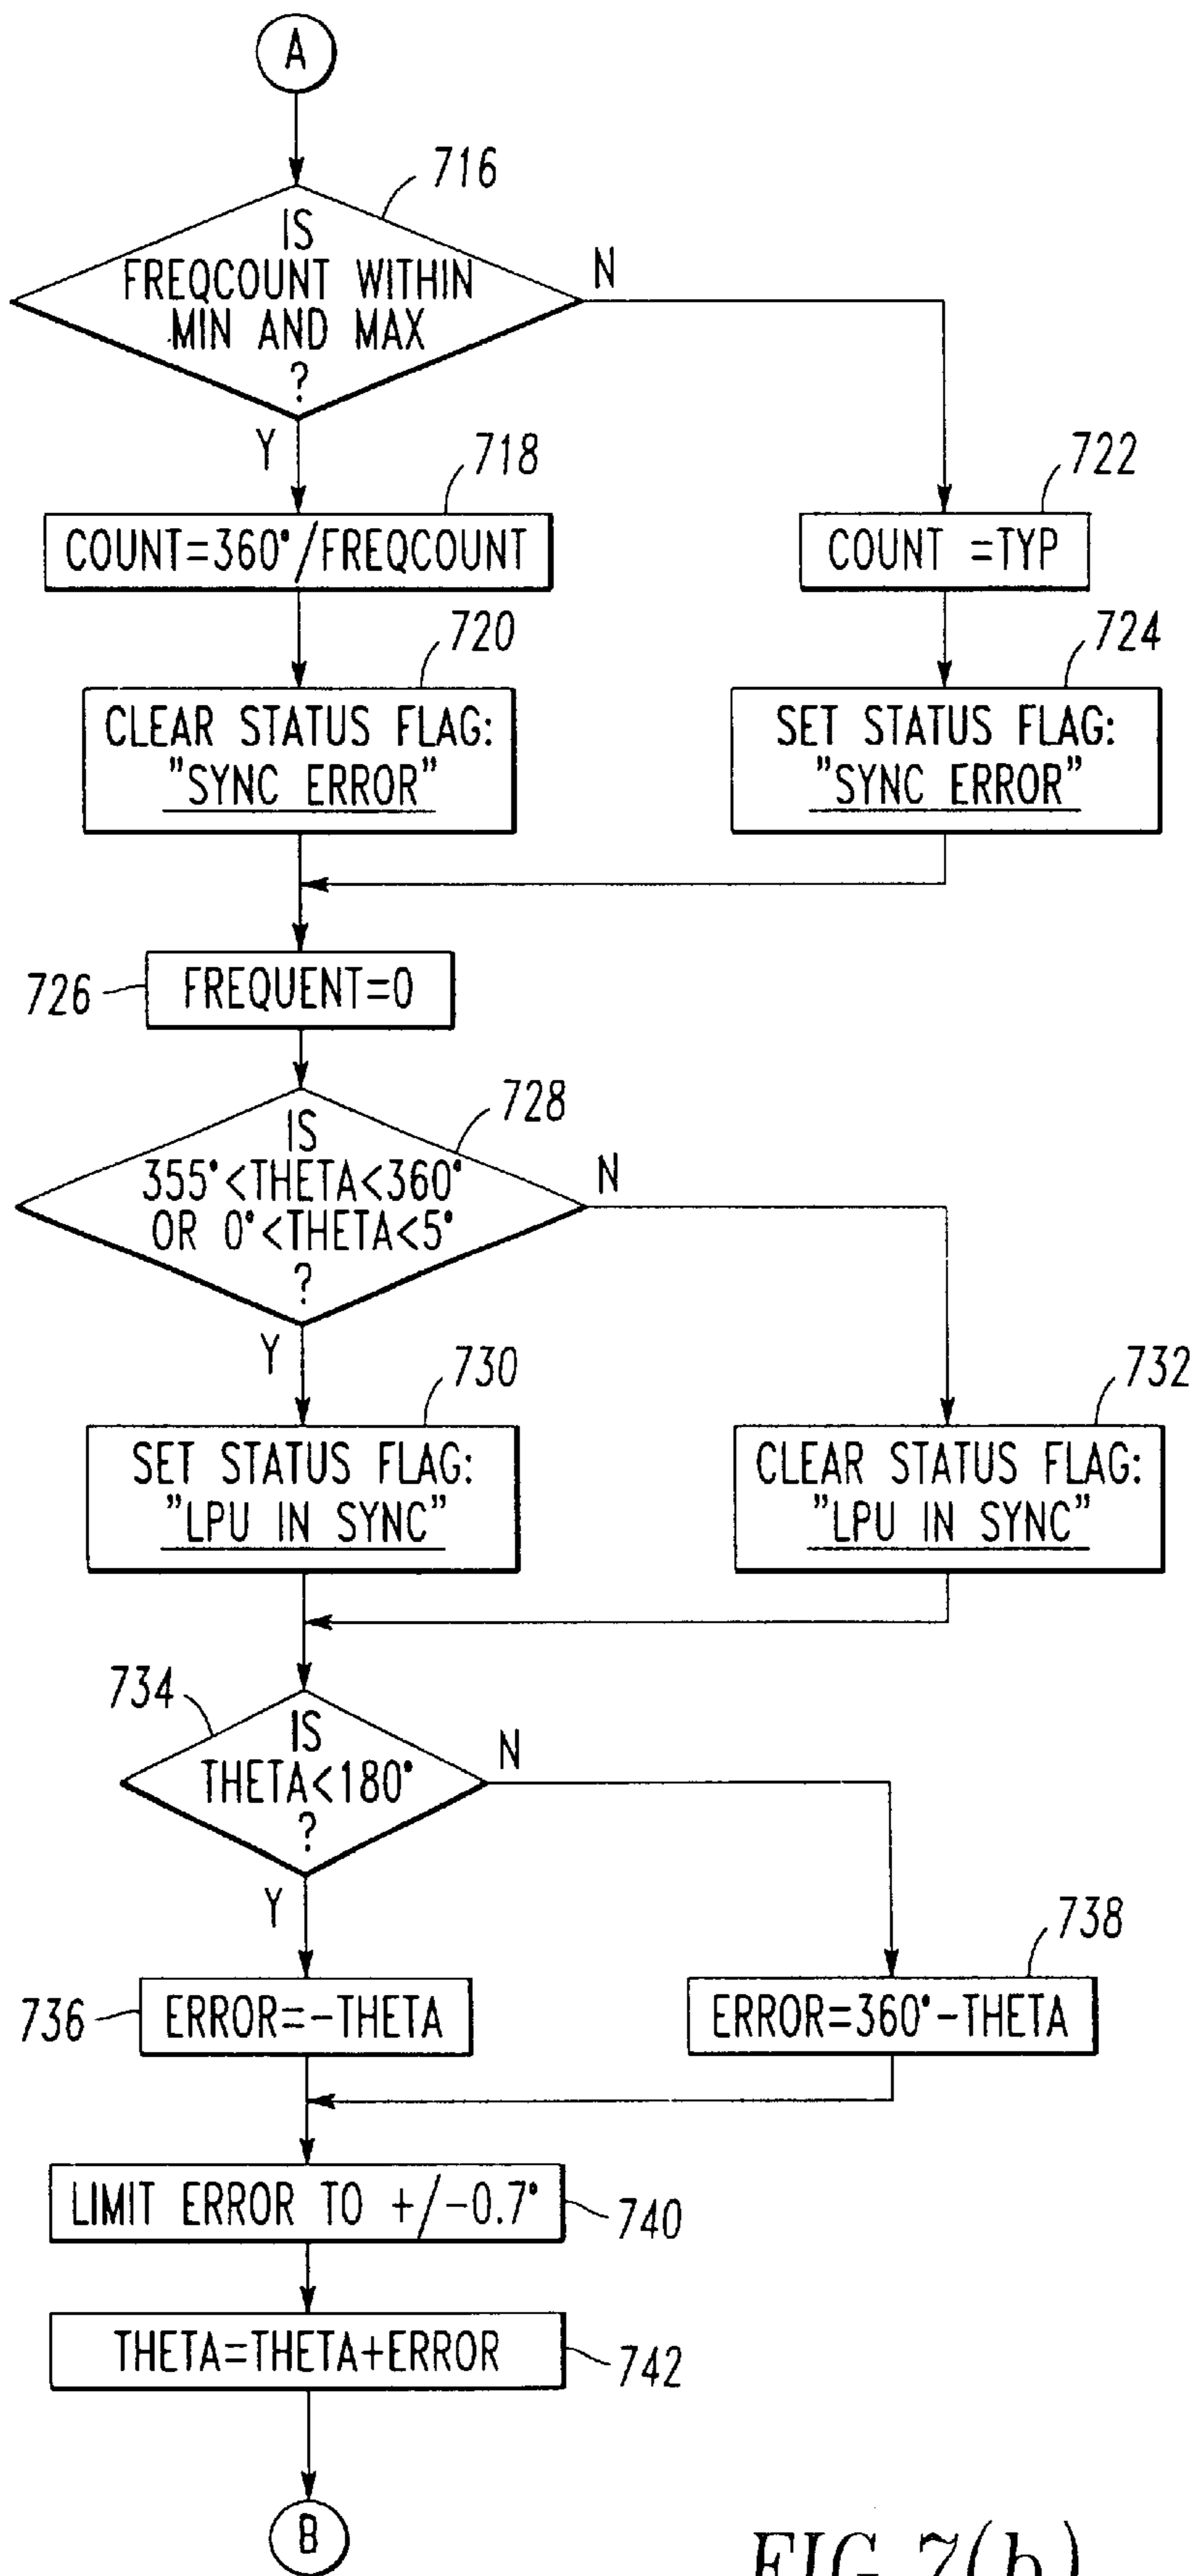 A
716
IS
FREQCOUNT WITHIN
MIN AND MAX
?
N
Y
718
COUNT=360°/FREQCOUNT
722
COUNT =TYP
720
CLEAR STATUS FLAG:
"SYNC ERROR"
724
SET STATUS FLAG:
"SYNC ERROR"
726
FREQUENT=0
728
IS
355°<THETA<360°
OR 0°<THETA<5°
?
N
Y
730
SET STATUS FLAG:
"LPU IN SYNC"
732
CLEAR STATUS FLAG:
"LPU IN SYNC"
734
IS
THETA<180°
?
N
Y
736
ERROR=-THETA
738
ERROR=360°-THETA
LIMIT ERROR TO +/-0.7°
740
THETA=THETA+ERROR
742
B
FIG. 7(b)